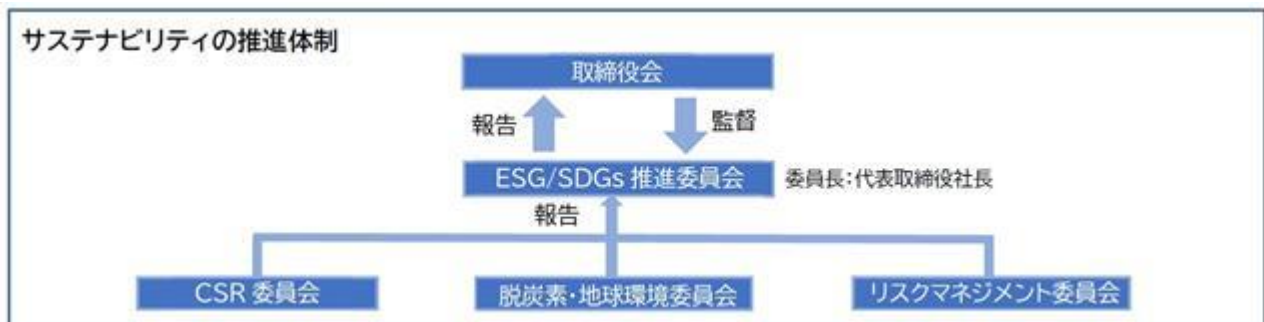 サステナビリティの推進体制
取締役会
報告
監督
ESG/SDGs 推進委員会
委員長:代表取締役社長
報告
CSR 委員会
脱炭素・地球環境委員会
リスクマネジメント委員会